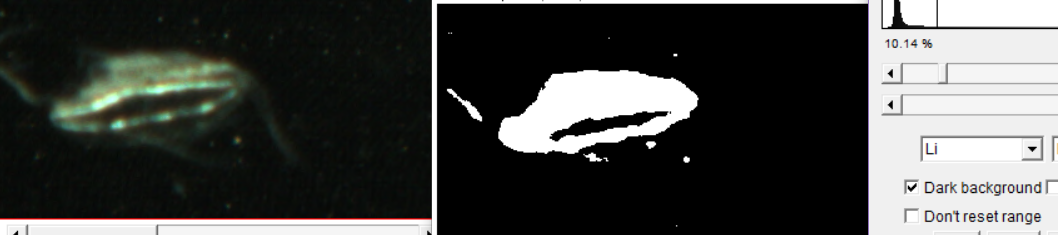 10.14 %
Li
Dark background
Don't reset range